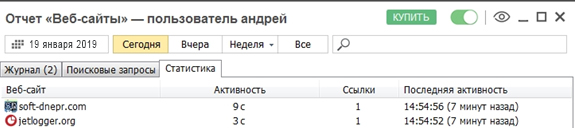 Отчет «Веб-сайты» — пользователь андрей КУПИТЬ
19 января 2019 Сегодня Вчера Неделя Все
Журнал (2) Поисковые запросы Статистика
Веб-сайт Активность Ссылки Последняя активность
soft-dnepr.com 9 с 1 14:54:56 (7 минут назад)
jetlogger.org 3 с 1 14:54:52 (7 минут назад)